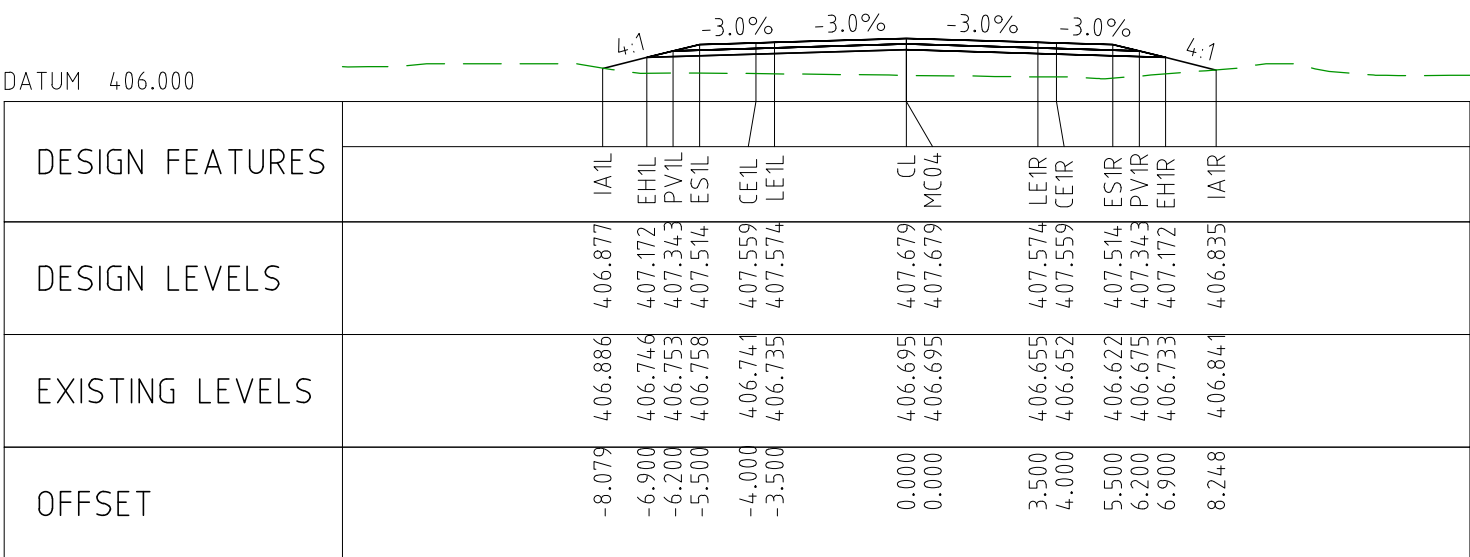 -3.0% -3.0% -3.0% -3.0%
4:1 4:1
DATUM 406.000
DESIGN FEATURES IA1L EH1L PV1L ES1L CE1L LE1L CL MC04 LE1R CE1R ES1R PV1R EH1R IA1R
DESIGN LEVELS 406.877 407.172 407.343 407.514 407.559 407.574 407.679 407.679 407.574 407.559 407.514 407.343 407.172 406.835
EXISTING LEVELS 406.886 406.746 406.753 406.758 406.741 406.735 406.695 406.695 406.655 406.652 406.622 406.675 406.733 406.841
OFFSET -8.079 -6.900 -6.200 -5.500 -4.000 -3.500 0.000 0.000 3.500 4.000 5.500 6.200 6.900 8.248